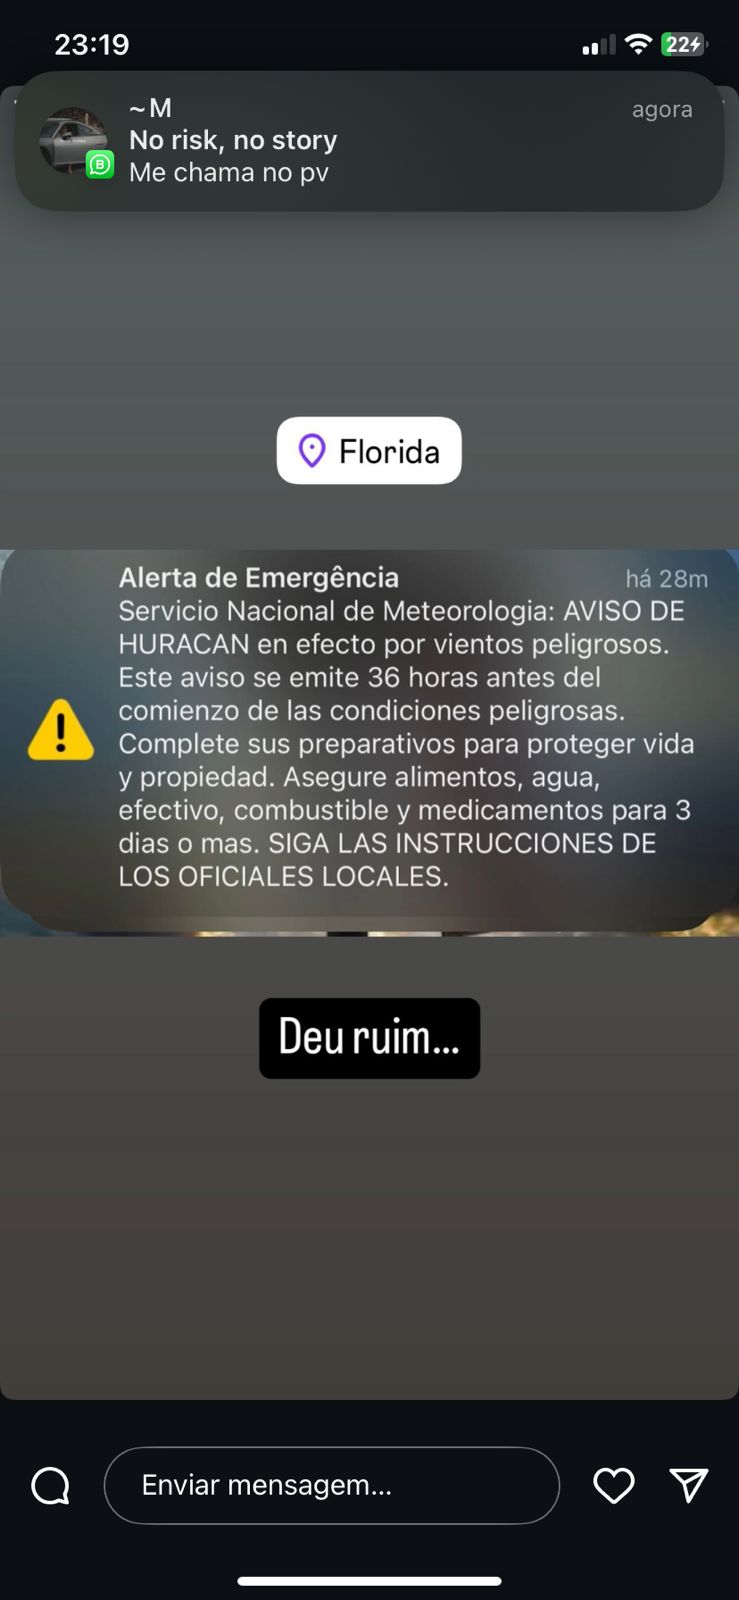 23:19
22
~M
agora
No risk, no story
Me chama no pv
Florida
Alerta de Emergência
há 28m
Servicio Nacional de Meteorologia: AVISO DE
HURACAN en efecto por vientos peligrosos.
Este aviso se emite 36 horas antes del
comienzo de las condiciones peligrosas.
Complete sus preparativos para proteger vida
y propiedad. Asegure alimentos, agua,
efectivo, combustible y medicamentos para 3
dias o mas. SIGA LAS INSTRUCCIONES DE
LOS OFICIALES LOCALES.
Deu ruim...
Enviar mensagem...